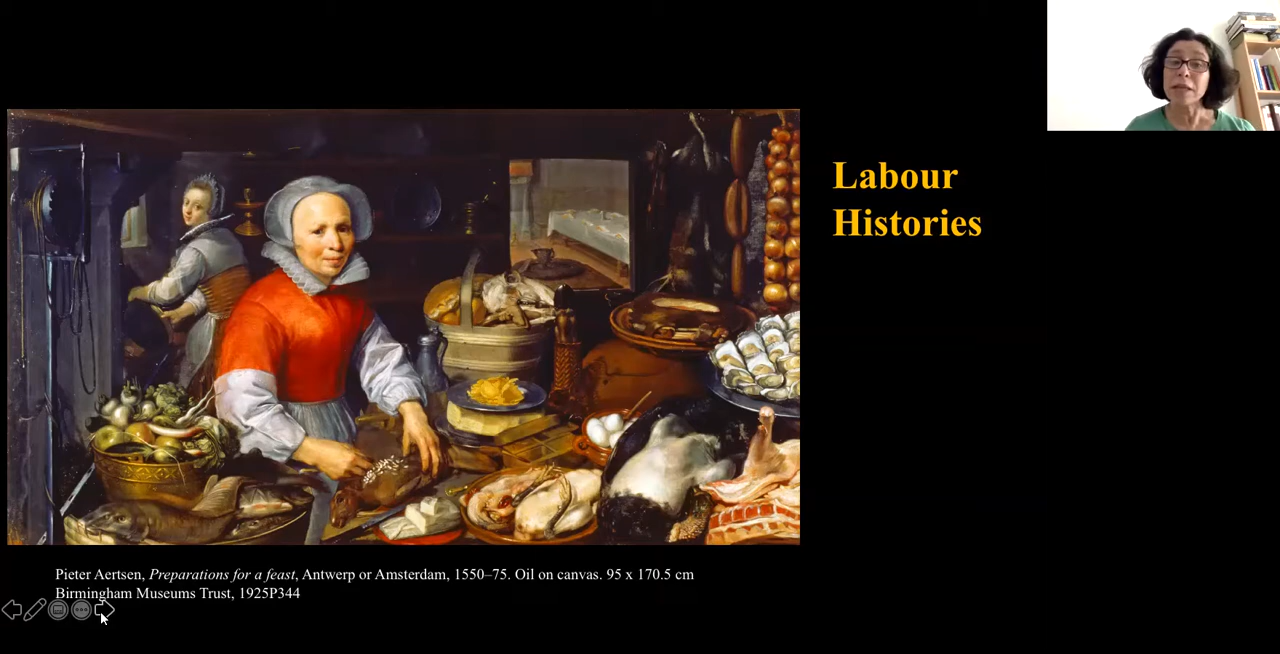 Labour
Histories
Pieter Aertsen, Preparations for a feast, Antwerp or Amsterdam, 1550–75. Oil on canvas. 95 x 170.5 cm
Birmingham Museums Trust, 1925P344